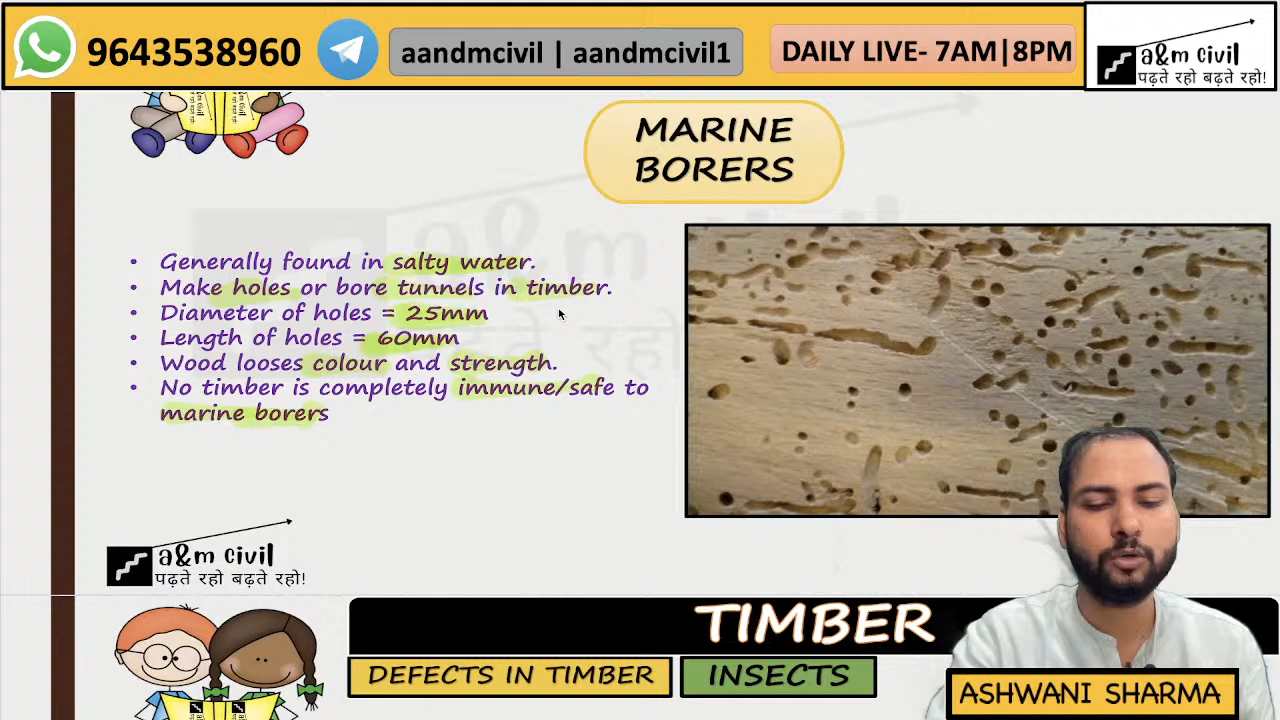 9643538960
aandmcivil | aandmcivil1
DAILY LIVE- 7AM|8PM
a&m civil
पढ़ते रहो बढ़ते रहो!
MARINE
BORERS
a&m civil
• Generally found in salty water.
• Make holes or bore tunnels in timber.
• Diameter of holes = 25mm
• Length of holes = 60mm
• Wood looses colour and strength.
• No timber is completely immune/safe to
marine borers
a&m civil
पढ़ते रहो बढ़ते रहो!
TIMBER
DEFECTS IN TIMBER
INSECTS
ASHWANI SHARMA